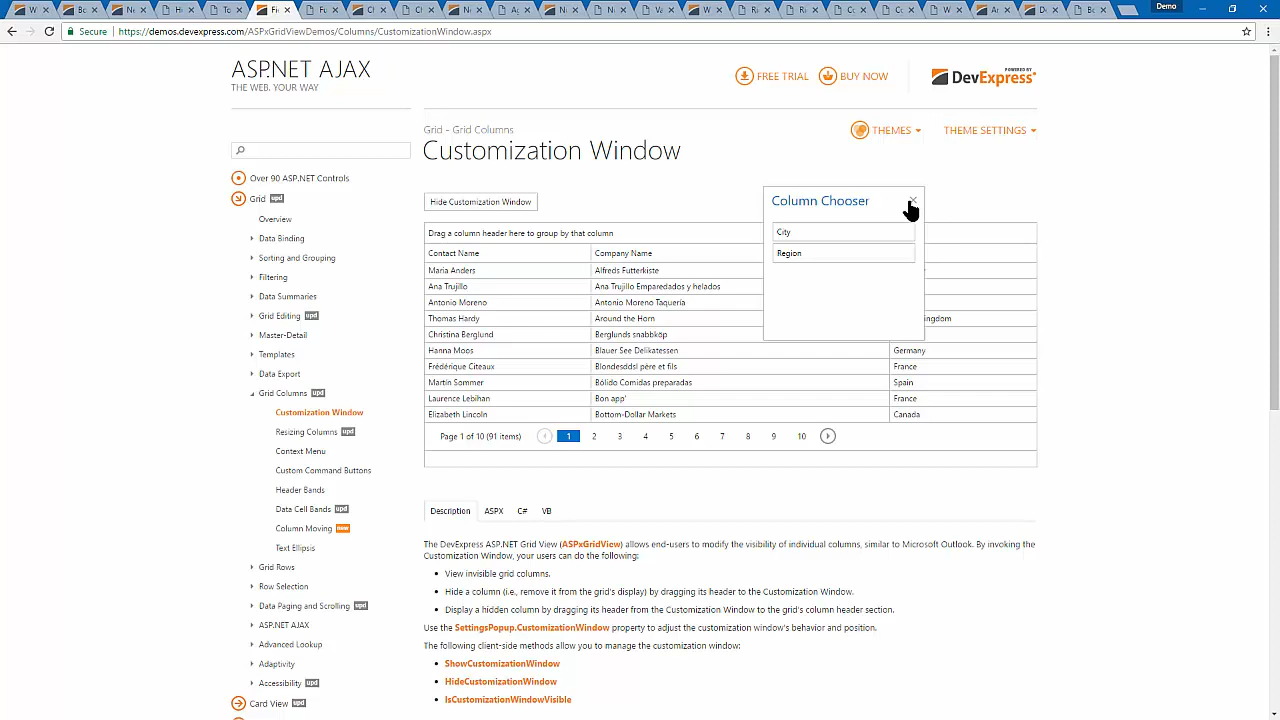 Demo
Secure
https://demos.devexpress.com/ASPxGridViewDemos/Columns/CustomizationWindow.aspx
ASP.NET AJAX
THE WEB. YOUR WAY
FREE TRIAL
BUY NOW
POWERED BY
DevExpress
Grid - Grid Columns
Customization Window
THEMES
THEME SETTINGS
Over 90 ASP.NET Controls
Grid upd
Overview
Data Binding
Sorting and Grouping
Filtering
Data Summaries
Grid Editing upd
Master-Detail
Templates
Data Export
Grid Columns upd
Customization Window
Resizing Columns upd
Context Menu
Custom Command Buttons
Header Bands
Data Cell Bands upd
Column Moving new
Text Ellipsis
Grid Rows
Row Selection
Data Paging and Scrolling upd
ASP.NET AJAX
Advanced Lookup
Adaptivity
Accessibility upd
Card View upd
Hide Customization Window
Column Chooser
City
Region
Drag a column header here to group by that column
Contact Name Company Name
Maria Anders Alfreds Futterkiste
Ana Trujillo Ana Trujillo Emparedados y helados
Antonio Moreno Antonio Moreno Taquería
Thomas Hardy Around the Horn ngdom
Christina Berglund Berglunds snabbköp
Hanna Moos Blauer See Delikatessen Germany
Frédérique Citeaux Blondesddsl père et fils France
Martín Sommer Bólido Comidas preparadas Spain
Laurence Lebihan Bon app' France
Elizabeth Lincoln Bottom-Dollar Markets Canada
Page 1 of 10 (91 items) 1 2 3 4 5 6 7 8 9 10
Description ASPX C# VB
The DevExpress ASP.NET Grid View (ASPxGridView) allows end-users to modify the visibility of individual columns, similar to Microsoft Outlook. By invoking the
Customization Window, your users can do the following:
• View invisible grid columns.
• Hide a column (i.e., remove it from the grid's display) by dragging its header to the Customization Window.
• Display a hidden column by dragging its header from the Customization Window to the grid's column header section.
Use the SettingsPopup.CustomizationWindow property to adjust the customization window's behavior and position.
The following client-side methods allow you to manage the customization window:
• ShowCustomizationWindow
• HideCustomizationWindow
• IsCustomizationWindowVisible